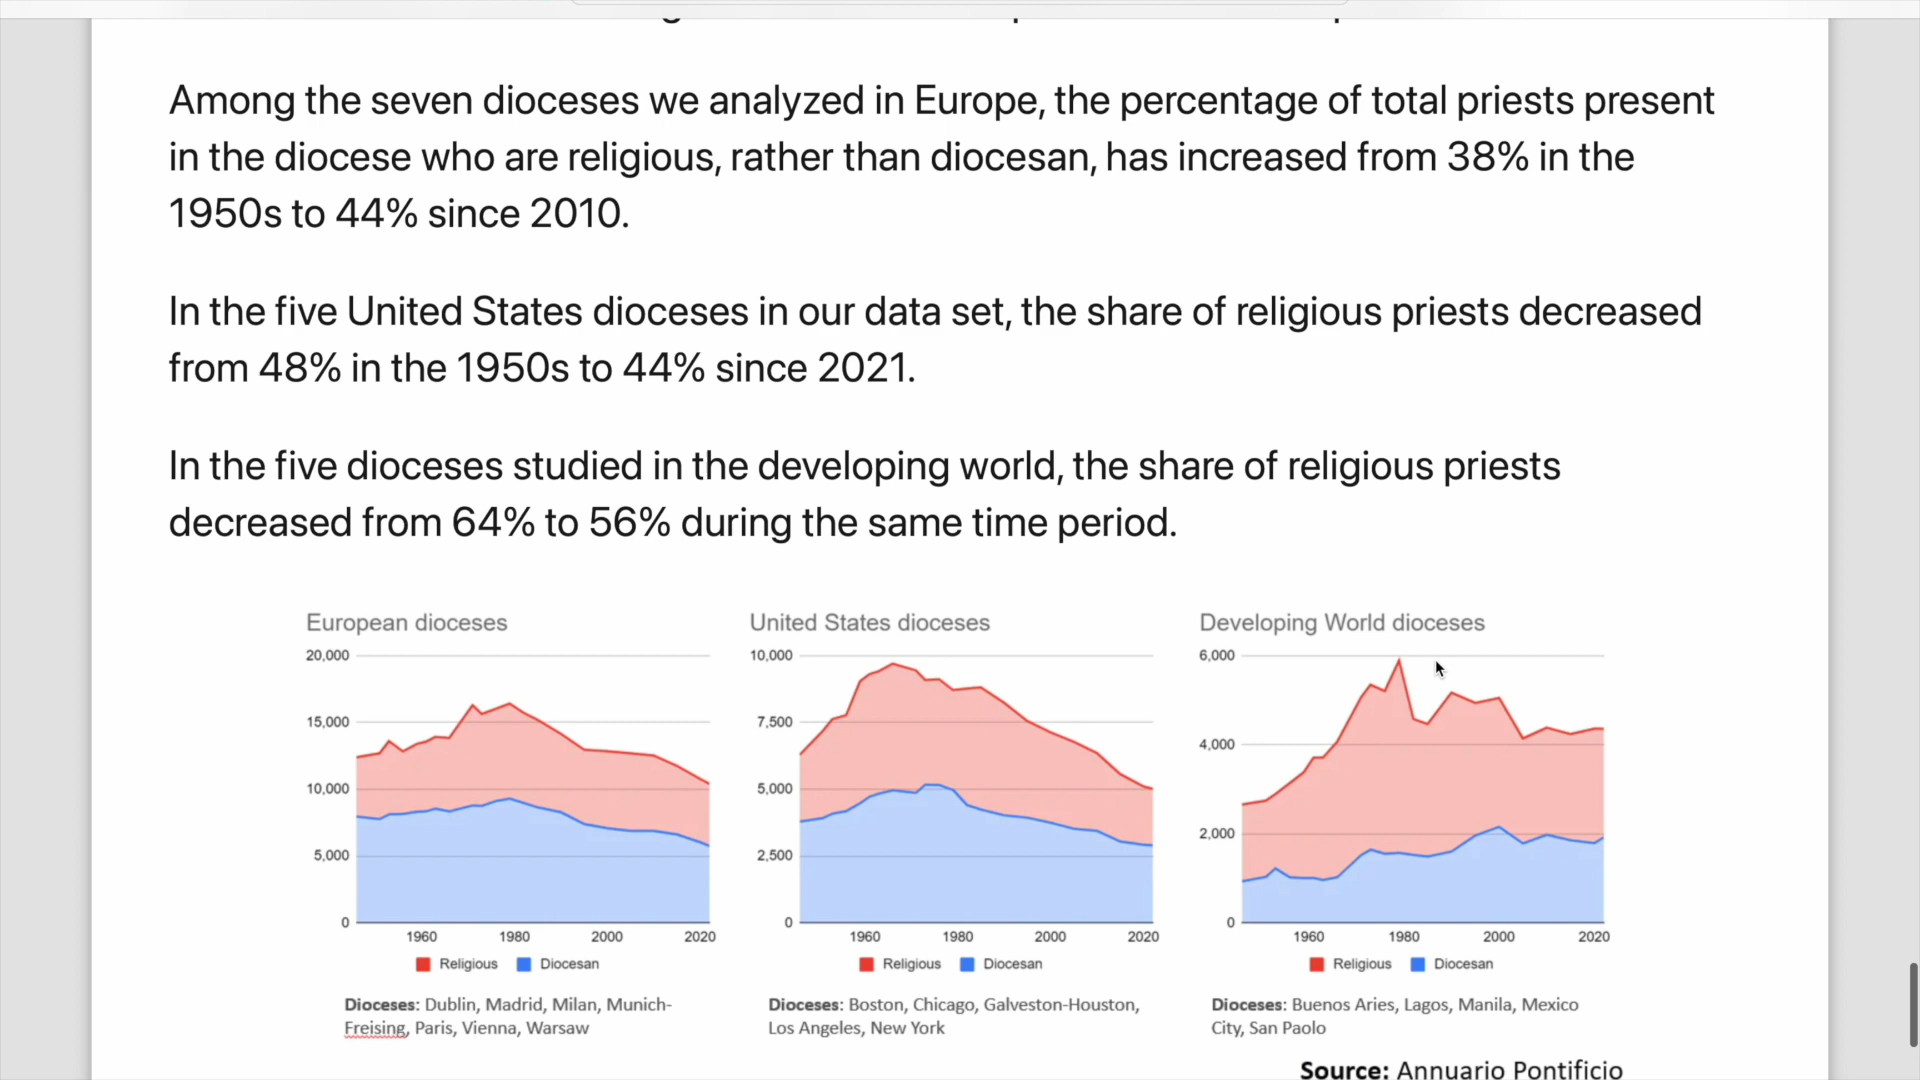 Among the seven dioceses we analyzed in Europe, the percentage of total priests present
in the diocese who are religious, rather than diocesan, has increased from 38% in the
1950s to 44% since 2010.
In the five United States dioceses in our data set, the share of religious priests decreased
from 48% in the 1950s to 44% since 2021.
In the five dioceses studied in the developing world, the share of religious priests
decreased from 64% to 56% during the same time period.
European dioceses
20,000
15,000
10,000
5,000
0
1960 1980 2000 2020
Religious Diocesan
Dioceses: Dublin, Madrid, Milan, Munich-
Freising, Paris, Vienna, Warsaw
United States dioceses
10,000
7,500
5,000
2,500
0
1960 1980 2000 2020
Religious Diocesan
Dioceses: Boston, Chicago, Galveston-Houston,
Los Angeles, New York
Developing World dioceses
6,000
4,000
2,000
0
1960 1980 2000 2020
Religious Diocesan
Dioceses: Buenos Aries, Lagos, Manila, Mexico
City, San Paolo
Source: Annuario Pontificio